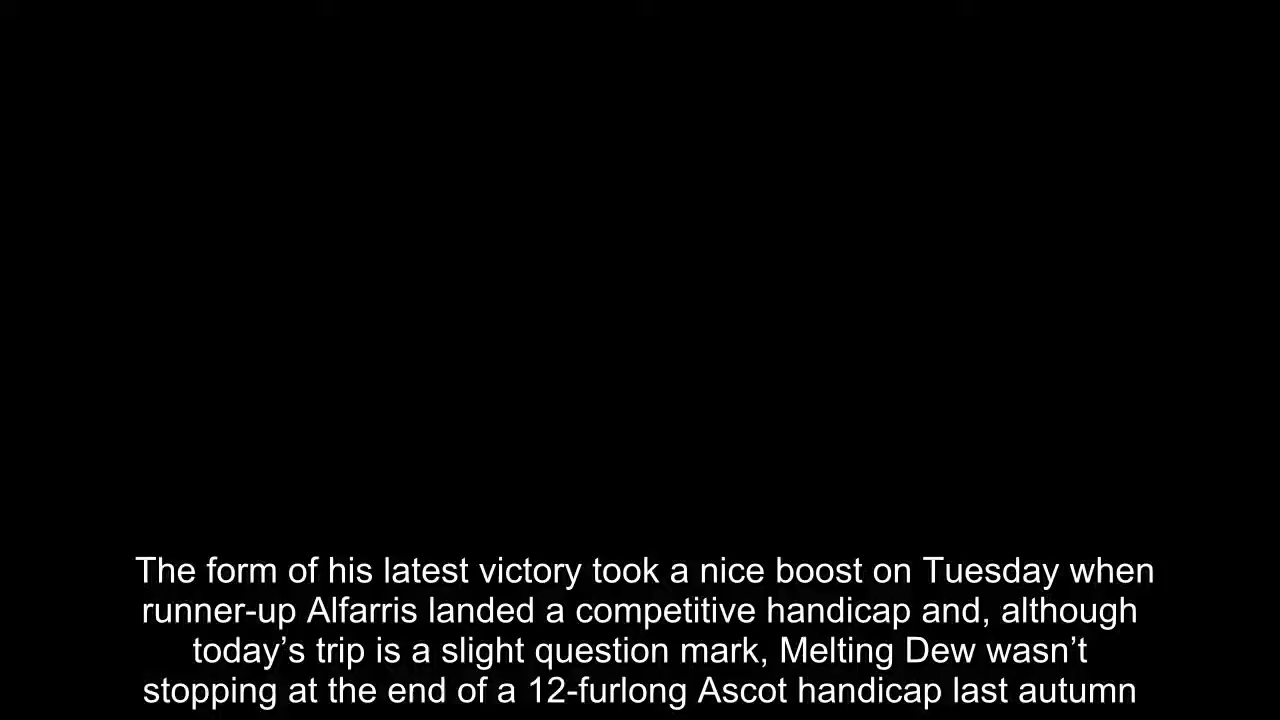 The form of his latest victory took a nice boost on Tuesday when
runner-up Alfarris landed a competitive handicap and, although
today’s trip is a slight question mark, Melting Dew wasn’t
stopping at the end of a 12-furlong Ascot handicap last autumn